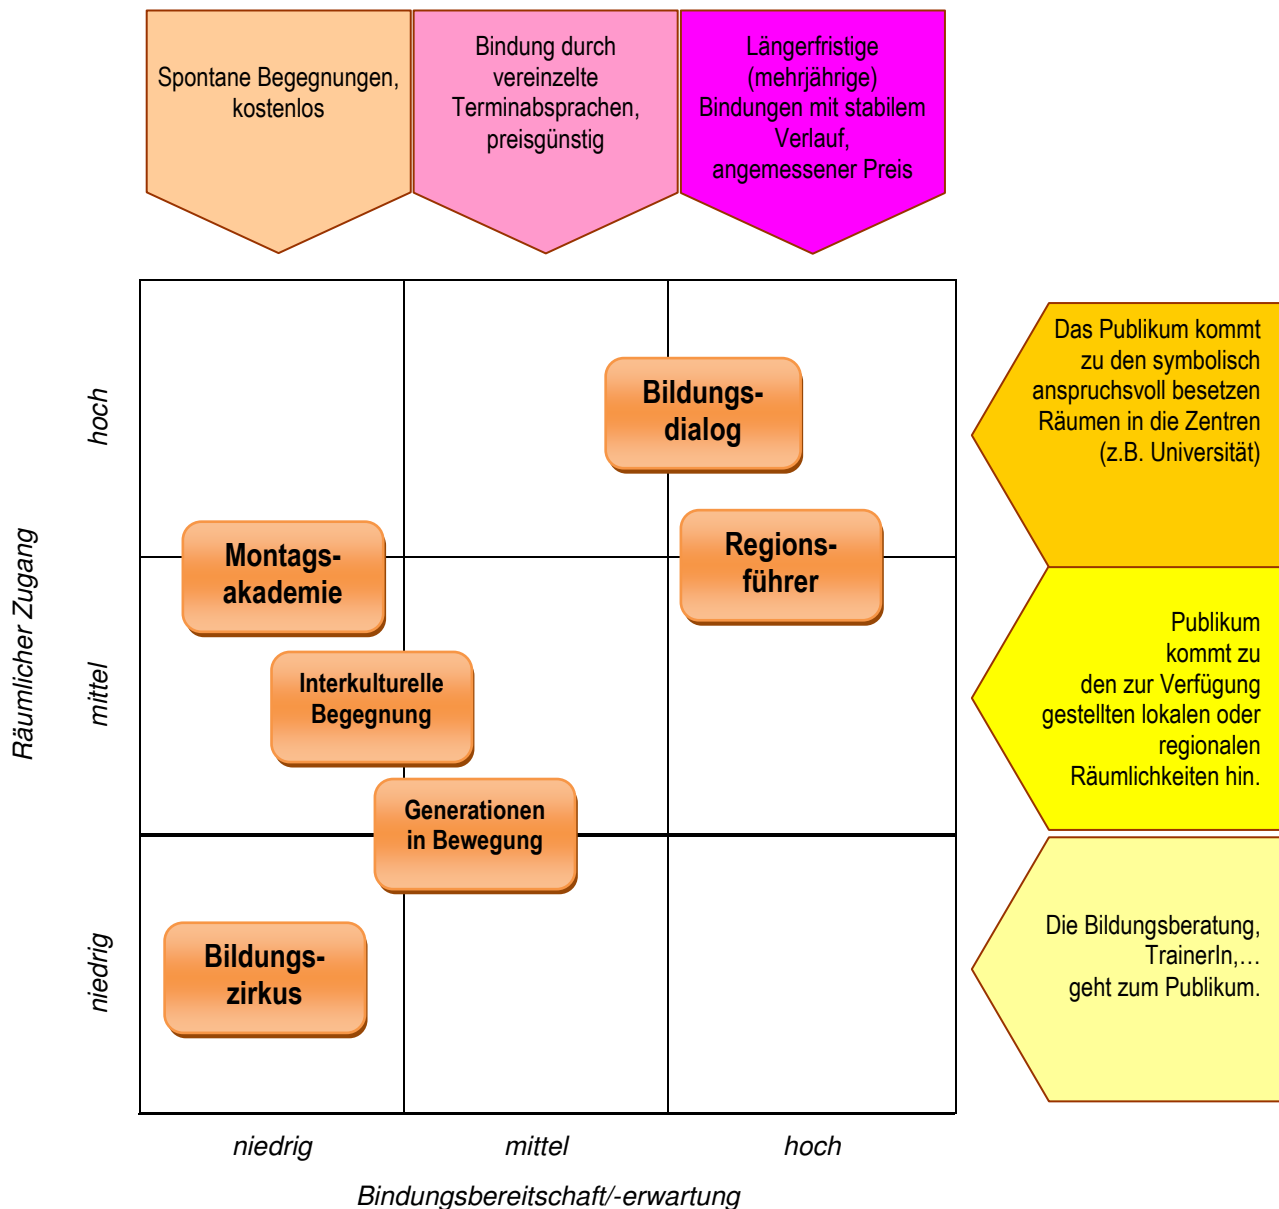 Spontane Begegnungen,
kostenlos
Bindung durch
vereinzelte
Terminabsprachen,
preisgünstig
Längerfristige
(mehrjährige)
Bindungen mit stabilem
Verlauf,
angemessener Preis
Räumlicher Zugang
hoch
mittel
niedrig
Bildungs-
dialog
Montags-
akademie
Regions-
führer
Interkulturelle
Begegnung
Generationen
in Bewegung
Bildungs-
zirkus
Das Publikum kommt
zu den symbolisch
anspruchsvoll besetzen
Räumen in die Zentren
(z.B. Universität)
Publikum
kommt zu
den zur Verfügung
gestellten lokalen oder
regionalen
Räumlichkeiten hin.
Die Bildungsberatung,
TrainerIn,…
geht zum Publikum.
niedrig
mittel
hoch
Bindungsbereitschaft/-erwartung